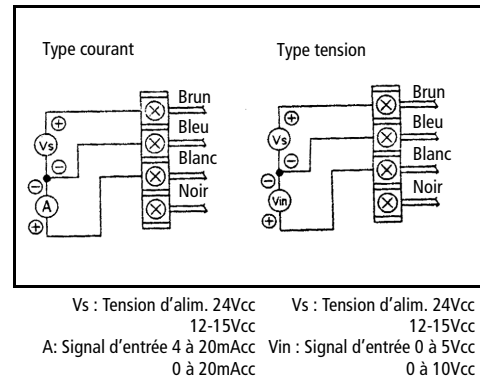 Type courant
Type tension
Brun
Bleu
Blanc
Noir
Vs
A
Brun
Bleu
Blanc
Noir
Vs
Vin
Vs : Tension d'alim. 24Vcc
12-15Vcc
A: Signal d'entrée 4 à 20mAcc
0 à 20mAcc
Vs : Tension d'alim. 24Vcc
12-15Vcc
Vin : Signal d'entrée 0 à 5Vcc
0 à 10Vcc